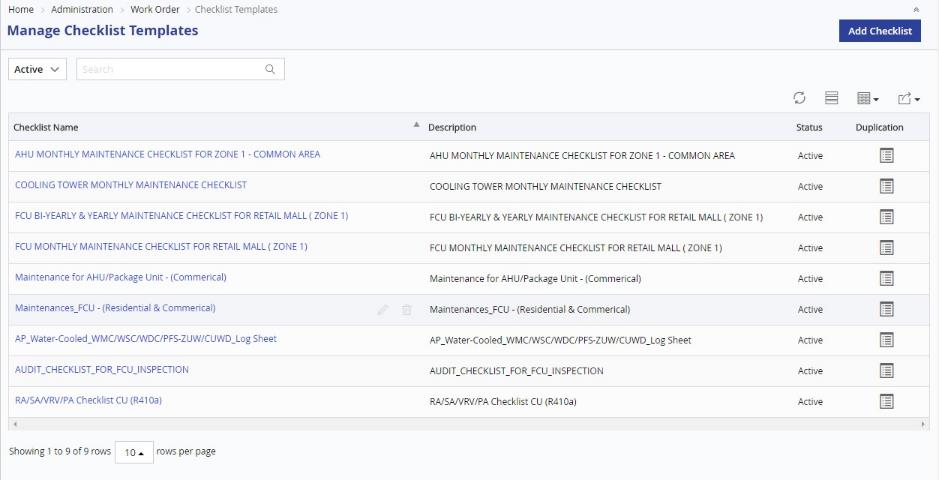 Home > Administration > Work Order > Checklist Templates
Manage Checklist Templates
Add Checklist
Active
Search
Checklist Name Description Status Duplication
AHU MONTHLY MAINTENANCE CHECKLIST FOR ZONE 1 - COMMON AREA AHU MONTHLY MAINTENANCE CHECKLIST FOR ZONE 1 - COMMON AREA Active
COOLING TOWER MONTHLY MAINTENANCE CHECKLIST COOLING TOWER MONTHLY MAINTENANCE CHECKLIST Active
FCU BI-YEARLY & YEARLY MAINTENANCE CHECKLIST FOR RETAIL MALL ( ZONE 1) FCU BI-YEARLY & YEARLY MAINTENANCE CHECKLIST FOR RETAIL MALL ( ZONE 1) Active
FCU MONTHLY MAINTENANCE CHECKLIST FOR RETAIL MALL ( ZONE 1) FCU MONTHLY MAINTENANCE CHECKLIST FOR RETAIL MALL ( ZONE 1) Active
Maintenance for AHU/Package Unit - (Commerical) Maintenance for AHU/Package Unit - (Commerical) Active
Maintenances_FCU - (Residential & Commerical) Maintenances_FCU - (Residential & Commerical) Active
AP_Water-Cooled_WMC/WSC/WDC/PFS-ZUW/CUWD_Log Sheet AP_Water-Cooled_WMC/WSC/WDC/PFS-ZUW/CUWD_Log Sheet Active
AUDIT_CHECKLIST_FOR_FCU_INSPECTION AUDIT_CHECKLIST_FOR_FCU_INSPECTION Active
RA/SA/VRV/PA Checklist CU (R410a) RA/SA/VRV/PA Checklist CU (R410a) Active
Showing 1 to 9 of 9 rows 10 rows per page